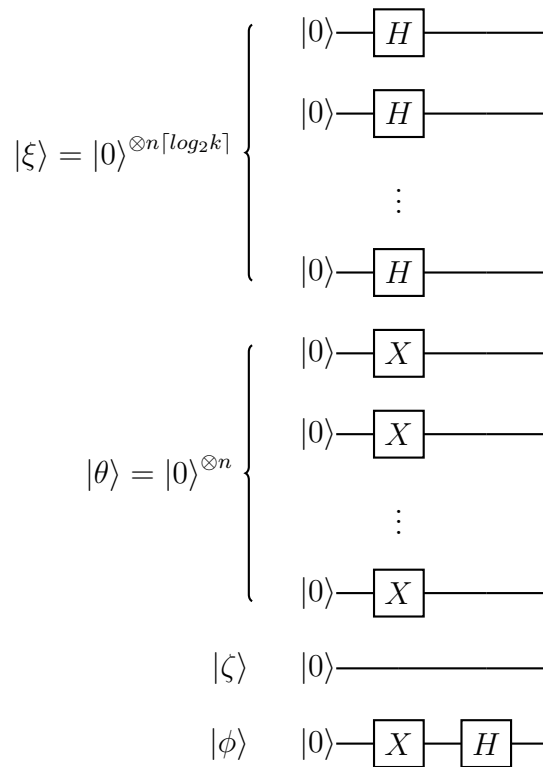 |0⟩ H
|0⟩ H
|ξ⟩ = |0⟩^{⊗n⌈log₂k⌉}
⋮
|0⟩ H
|0⟩ X
|0⟩ X
|θ⟩ = |0⟩^{⊗n}
⋮
|0⟩ X
|ζ⟩ |0⟩
|φ⟩ |0⟩ X H